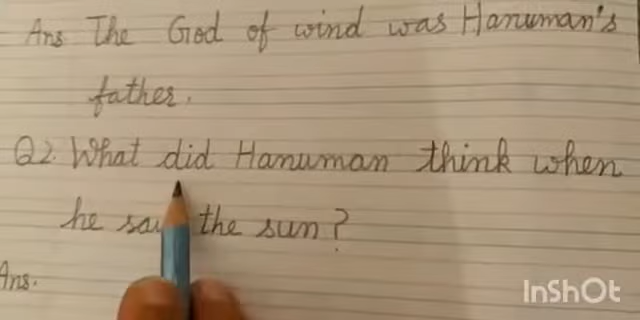 Ans The God of wind was Hanuman's
father.
Q2. What did Hanuman think when
he saw the sun?
Ans.
InShOt